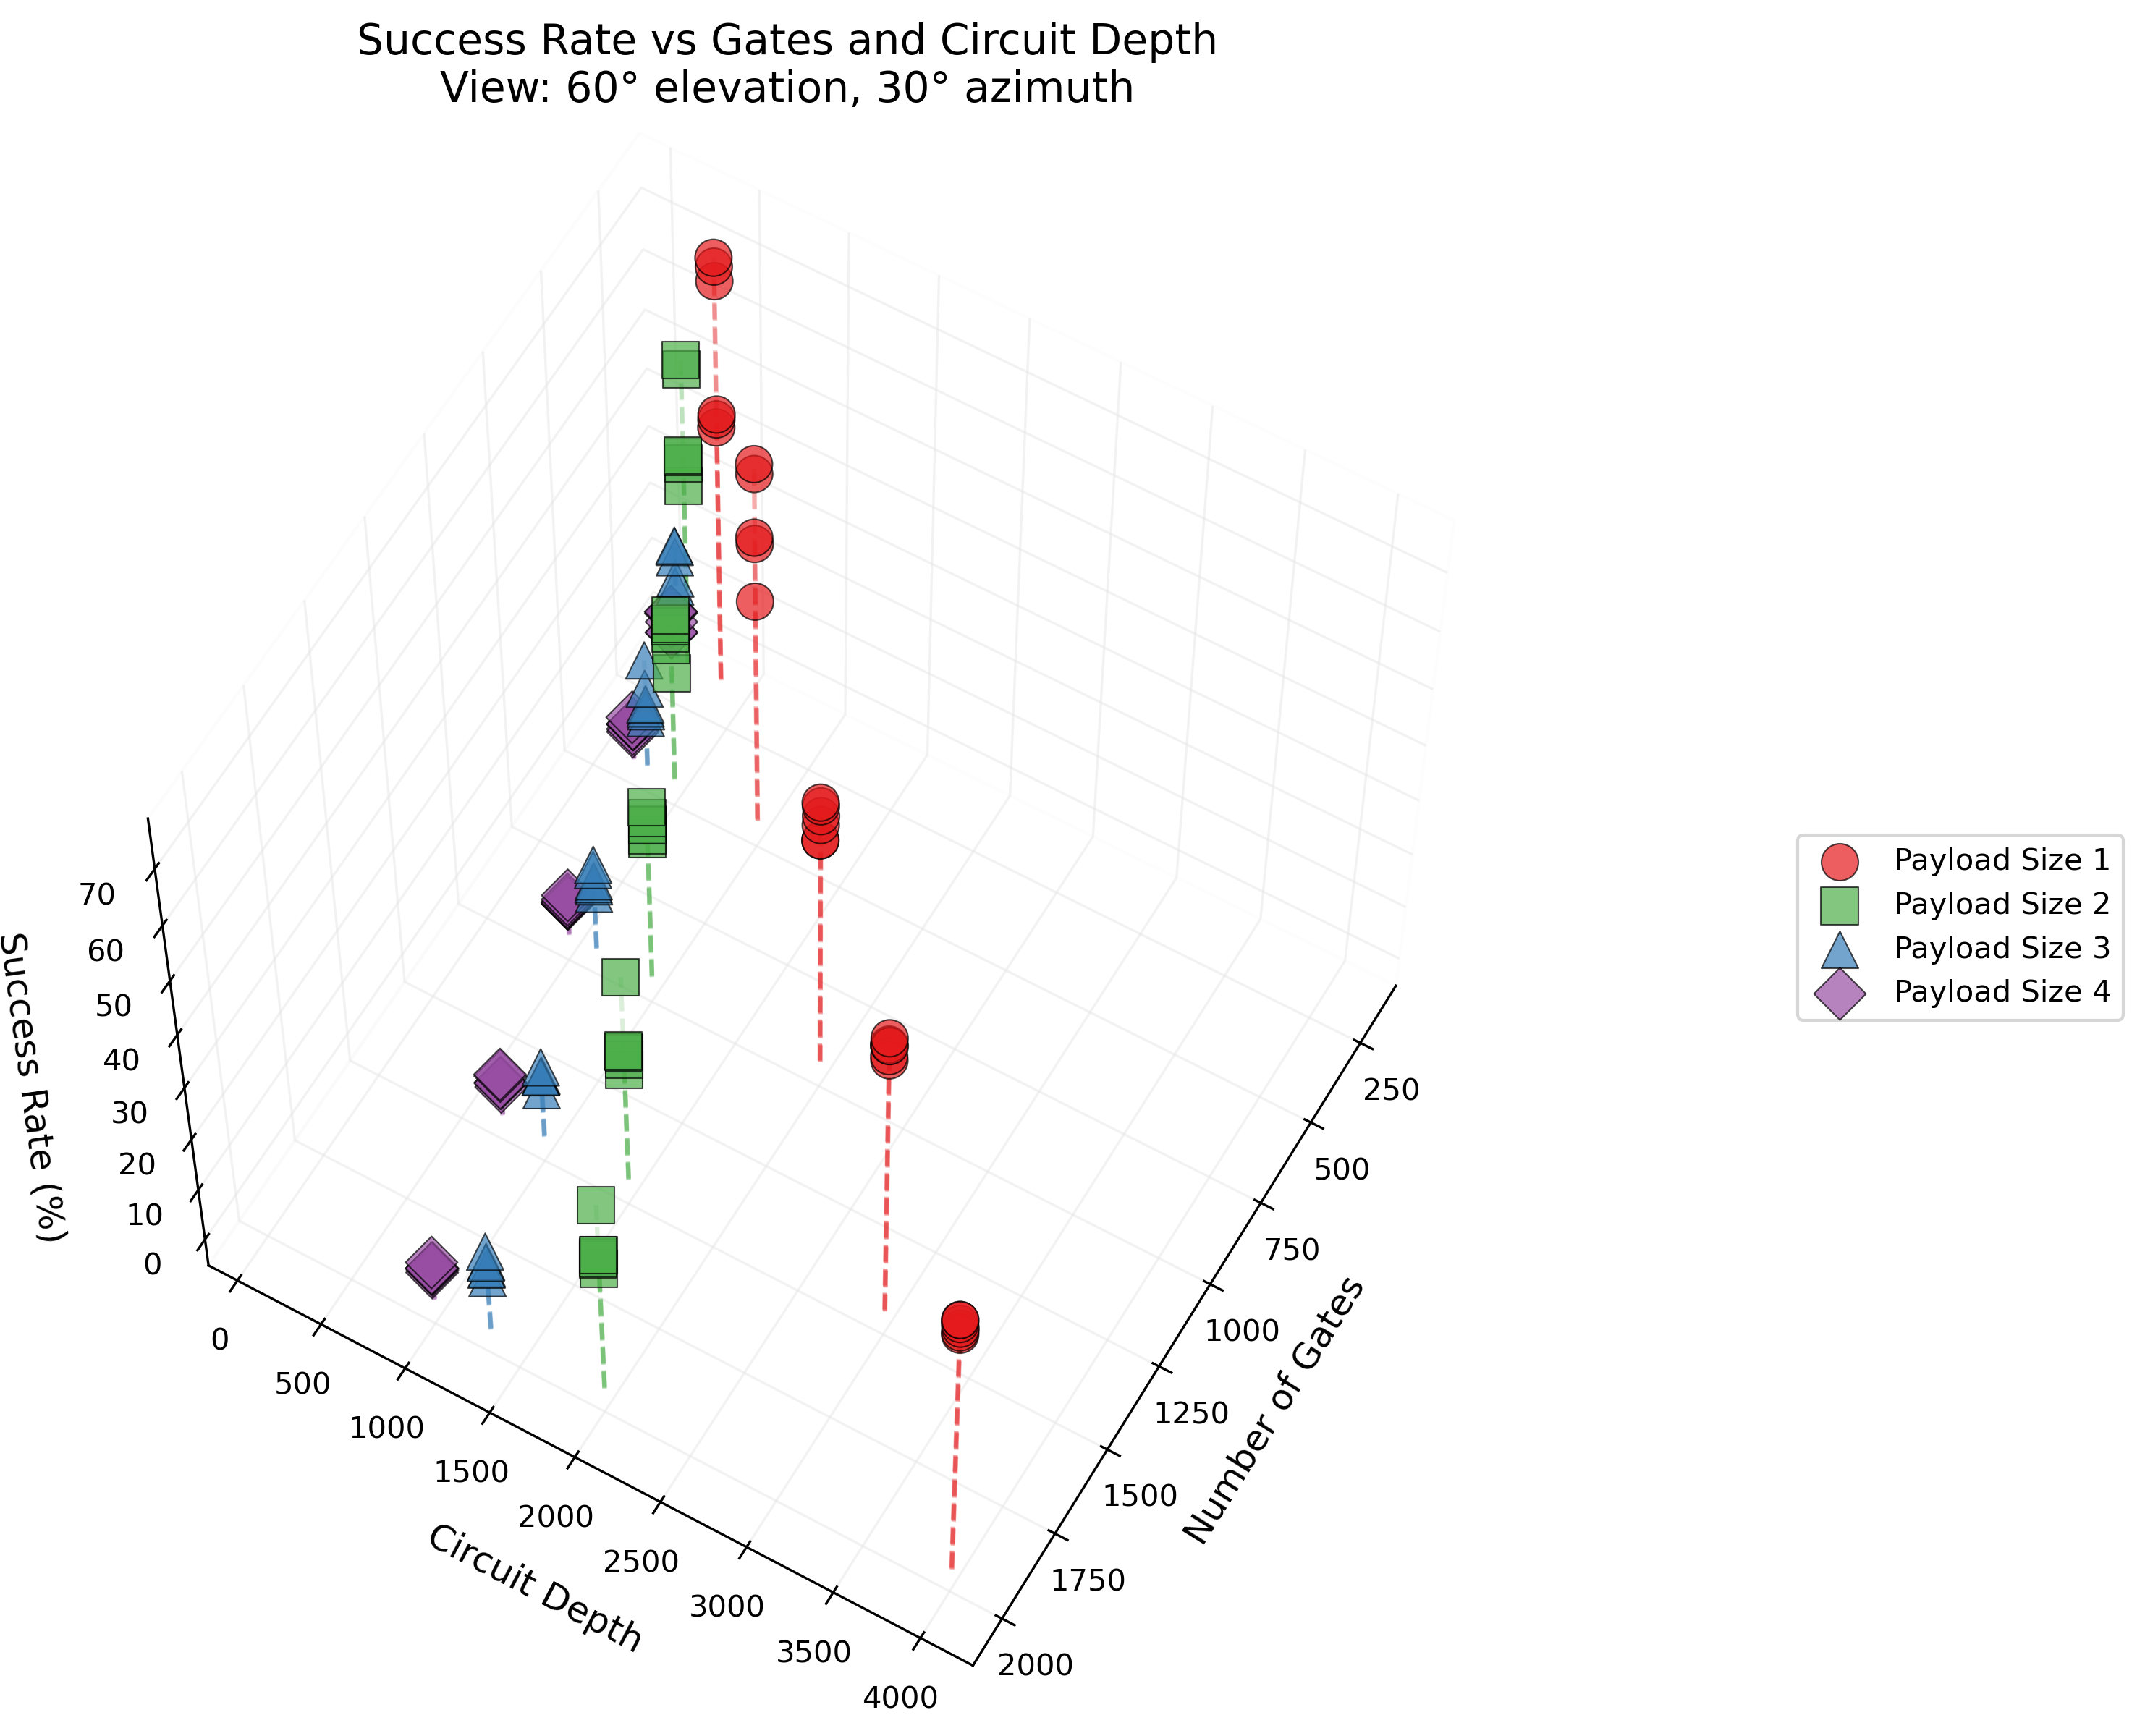 Success Rate vs Gates and Circuit Depth
View: 60° elevation, 30° azimuth
Payload Size 1
Payload Size 2
Payload Size 3
Payload Size 4
Success Rate (%)
70
60
50
40
30
20
10
0
Circuit Depth
0
500
1000
1500
2000
2500
3000
3500
4000
Number of Gates
250
500
750
1000
1250
1500
1750
2000